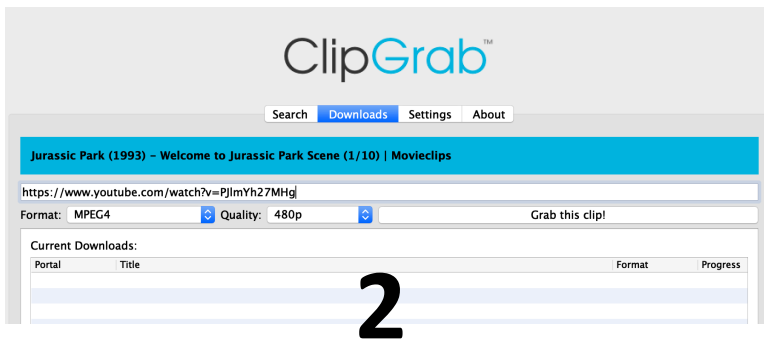 ClipGrab™
Search Downloads Settings About
Jurassic Park (1993) – Welcome to Jurassic Park Scene (1/10) | Movieclips
https://www.youtube.com/watch?v=PJlmYh27MHg
Format: MPEG4 Quality: 480p Grab this clip!
Current Downloads:
Portal Title Format Progress
2